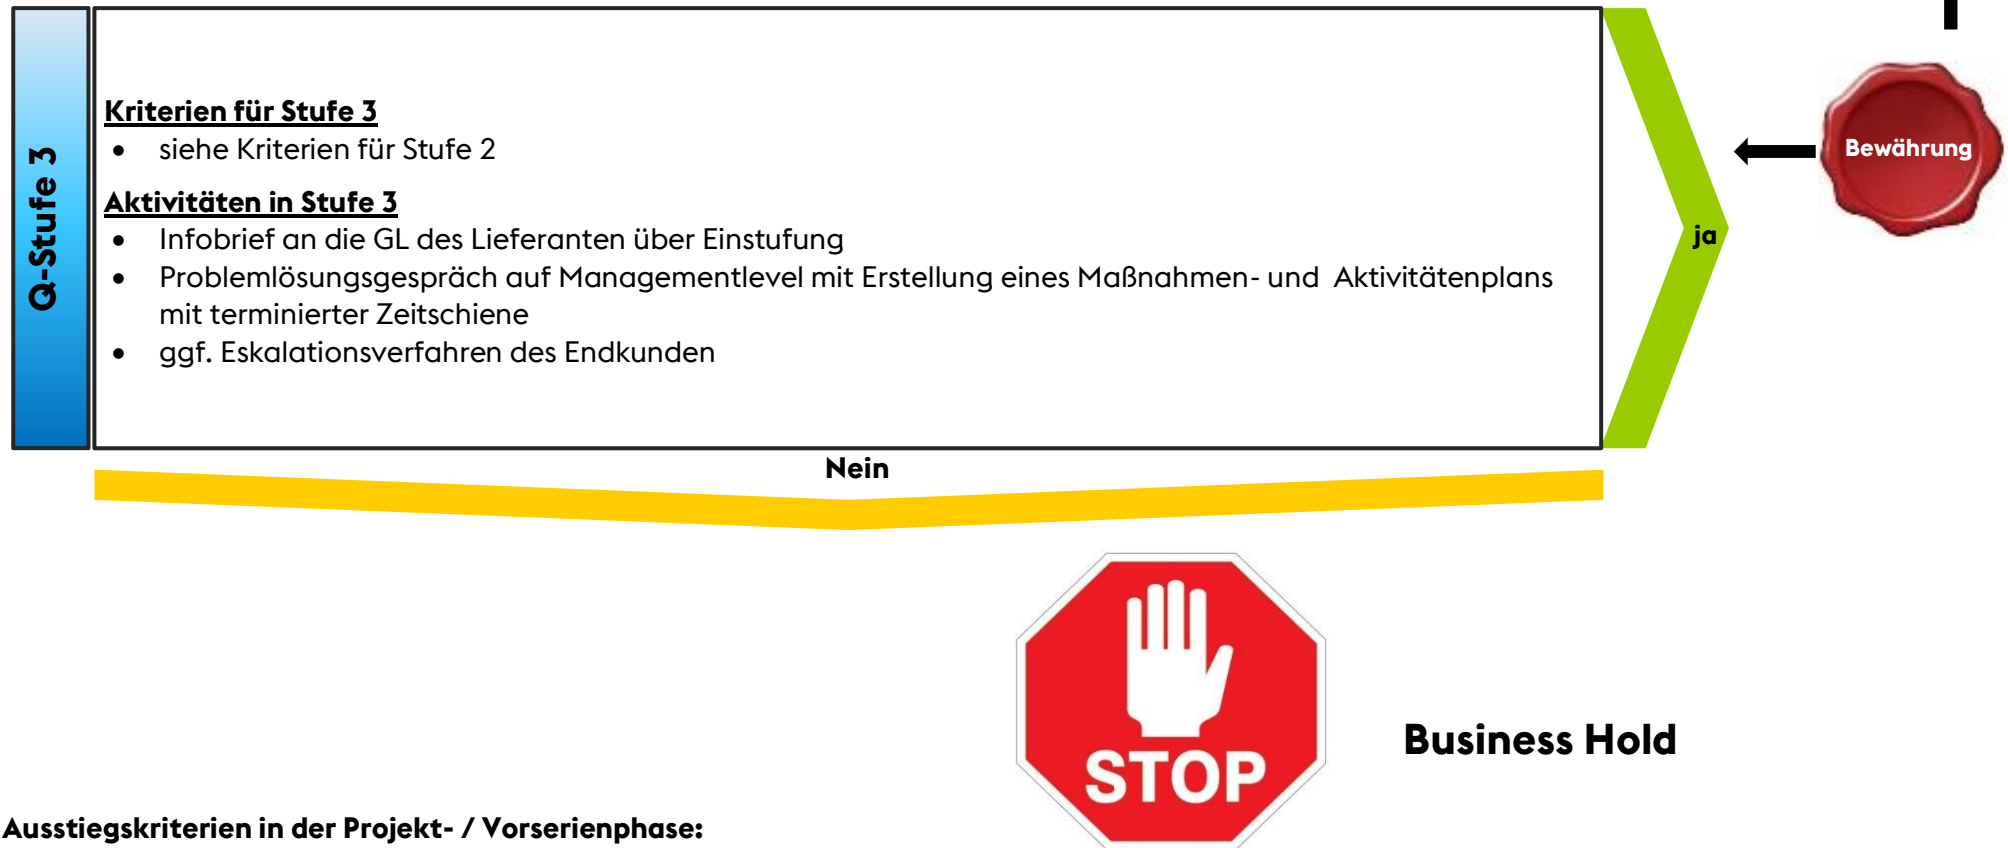 Q-Stufe 3
Kriterien für Stufe 3
• siehe Kriterien für Stufe 2
Aktivitäten in Stufe 3
• Infobrief an die GL des Lieferanten über Einstufung
• Problemlösungsgespräch auf Managementlevel mit Erstellung eines Maßnahmen- und Aktivitätenplans
mit terminierter Zeitschiene
• ggf. Eskalationsverfahren des Endkunden
ja
Bewährung
Nein
STOP
Business Hold
Ausstiegskriterien in der Projekt- / Vorserienphase: